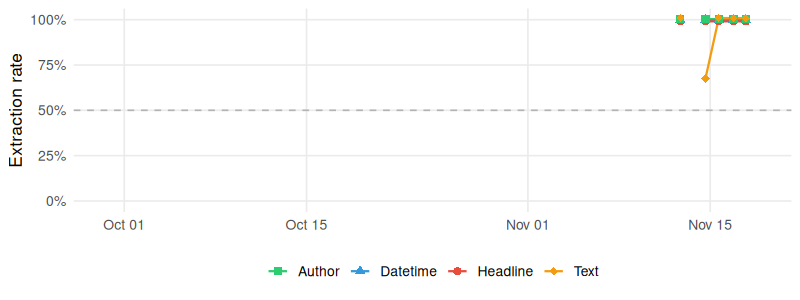 100%
75%
50%
25%
0%
Extraction rate
Oct 01 Oct 15 Nov 01 Nov 15
Author Datetime Headline Text